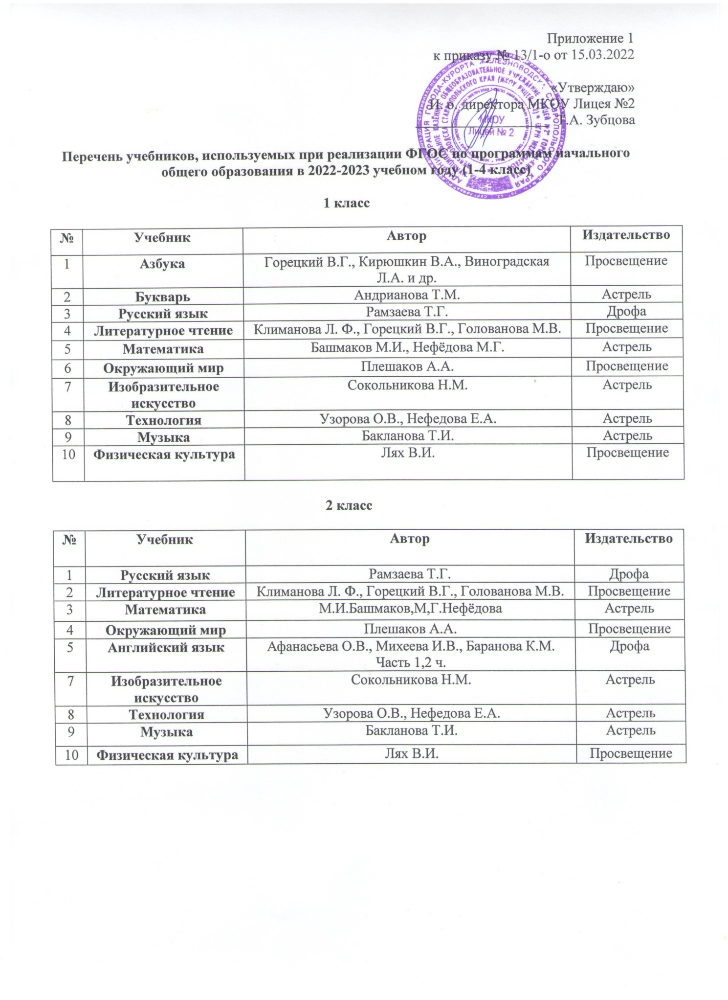 Приложение 1
к приказу № 13/1-о от 15.03.2022
«Утверждаю»
И. о. директора МКОУ Лицея №2
Т.А. Зубцова
МКОУ
Лицей № 2
Перечень учебников, используемых при реализации ФГОС по программам начального
общего образования в 2022-2023 учебном году (1-4 класс)
1 класс
№ Учебник Автор Издательство
1 Азбука Горецкий В.Г., Кирюшкин В.А., Виноградская Просвещение
Л.А. и др.
2 Букварь Андрианова Т.М. Астрель
3 Русский язык Рамзаева Т.Г. Дрофа
4 Литературное чтение Климанова Л. Ф., Горецкий В.Г., Голованова М.В. Просвещение
5 Математика Башмаков М.И., Нефёдова М.Г. Астрель
6 Окружающий мир Плешаков А.А. Просвещение
7 Изобразительное Сокольникова Н.М. Астрель
искусство
8 Технология Узорова О.В., Нефедова Е.А. Астрель
9 Музыка Бакланова Т.И. Астрель
10 Физическая культура Лях В.И. Просвещение
2 класс
№ Учебник Автор Издательство
1 Русский язык Рамзаева Т.Г. Дрофа
2 Литературное чтение Климанова Л. Ф., Горецкий В.Г., Голованова М.В. Просвещение
3 Математика М.И.Башмаков,М,Г.Нефёдова Астрель
4 Окружающий мир Плешаков А.А. Просвещение
5 Английский язык Афанасьева О.В., Михеева И.В., Баранова К.М. Дрофа
Часть 1,2 ч.
7 Изобразительное Сокольникова Н.М. Астрель
искусство
8 Технология Узорова О.В., Нефедова Е.А. Астрель
9 Музыка Бакланова Т.И. Астрель
10 Физическая культура Лях В.И. Просвещение